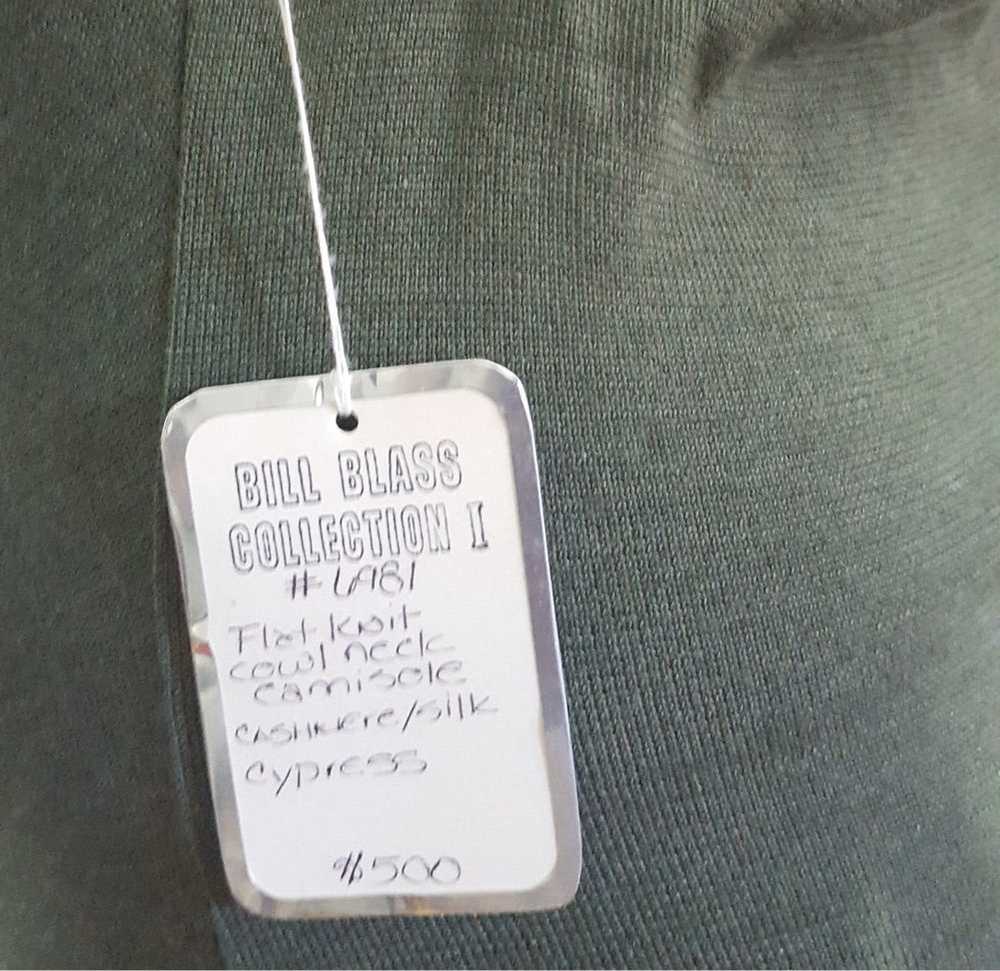 BILL BLASS
COLLECTION I
#6981
Flat knit
cowl neck
camisole
cashmere/silk
cypress
$500